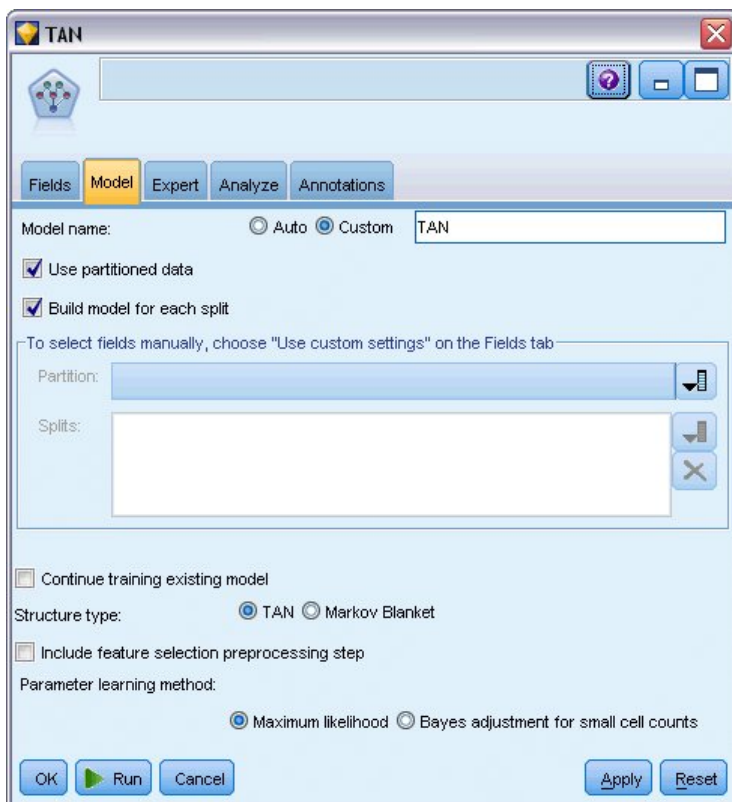 TAN
Fields Model Expert Analyze Annotations
Model name: Auto Custom TAN
Use partitioned data
Build model for each split
To select fields manually, choose "Use custom settings" on the Fields tab
Partition:
Splits:
Continue training existing model
Structure type: TAN Markov Blanket
Include feature selection preprocessing step
Parameter learning method:
Maximum likelihood Bayes adjustment for small cell counts
OK Run Cancel Apply Reset